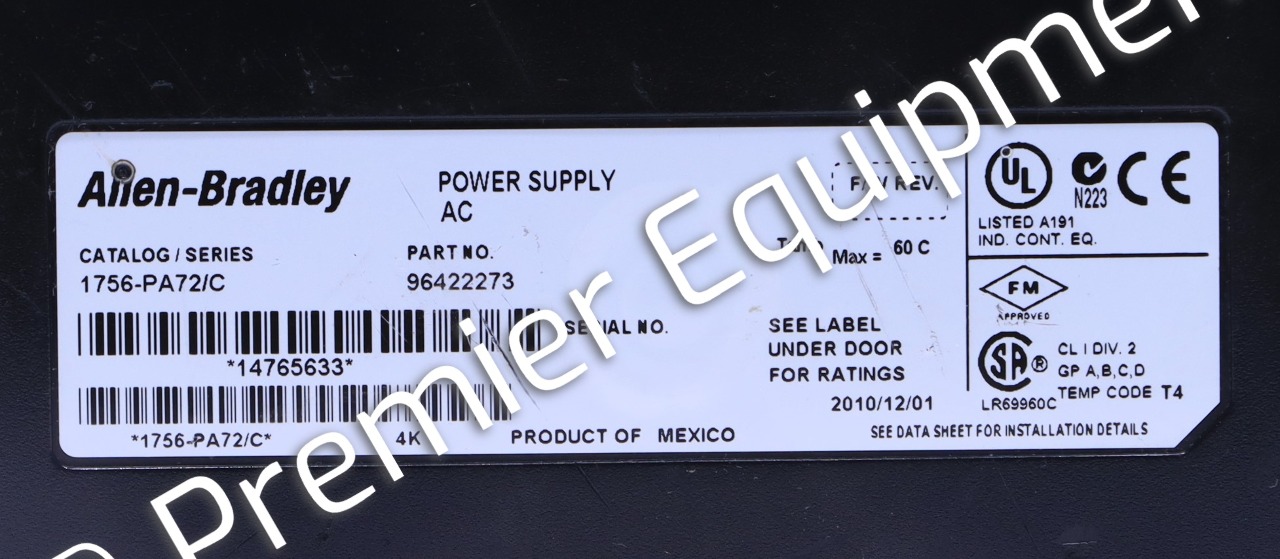 Premier Equipment
Allen-Bradley
POWER SUPPLY
AC
CATALOG / SERIES
1756-PA72/C
PART NO.
96422273
*14765633*
SERIAL NO.
*1756-PA72/C*
4K
PRODUCT OF MEXICO
REV.
Max = 60 C
SEE LABEL
UNDER DOOR
FOR RATINGS
2010/12/01
UL
LISTED A191
IND. CONT. EQ.
N223
CE
FM
APPROVED
SA ®
LR69960C
CL I DIV. 2
GP A,B,C,D
TEMP CODE T4
SEE DATA SHEET FOR INSTALLATION DETAILS